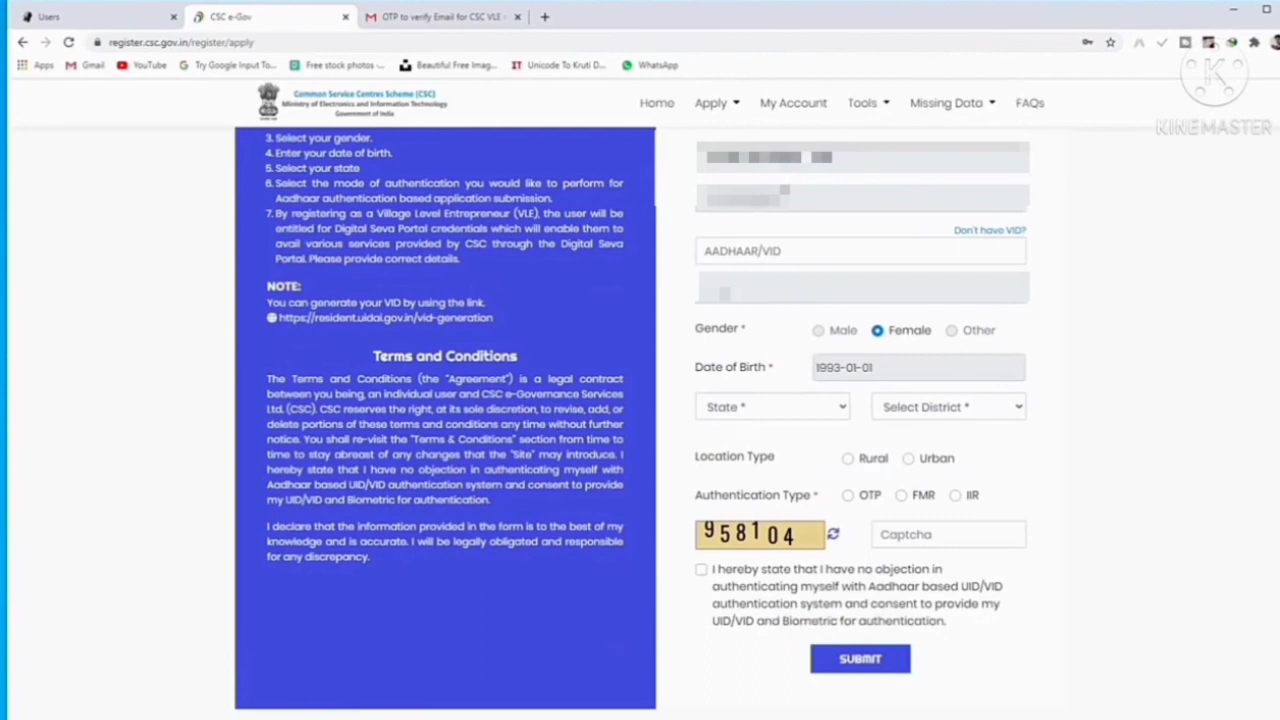 Users
CSC e-Gov
OTP to verify Email for CSC VLE
register.csc.gov.in/register/apply
Apps
Gmail
YouTube
Try Google Input To...
Free stock photos -...
Beautiful Free Imag...
Unicode To Kruti D...
WhatsApp
K
KINEMASTER
Common Service Centres Scheme (CSC)
Ministry of Electronics and Information Technology
Government of India
Home
Apply
My Account
Tools
Missing Data
FAQs
3. Select your gender.
4. Enter your date of birth.
5. Select your state
6. Select the mode of authentication you would like to perform for
Aadhaar authentication based application submission.
7. By registering as a Village Level Entrepreneur (VLE), the user will be
entitled for Digital Seva Portal credentials which will enable them to
avail various services provided by CSC through the Digital Seva
Portal. Please provide correct details.
NOTE:
You can generate your VID by using the link.
https://resident.uidai.gov.in/vid-generation
Terms and Conditions
The Terms and Conditions (the "Agreement") is a legal contract
between you being, an individual user and CSC e-Governance Services
Ltd. (CSC). CSC reserves the right, at its sole discretion, to revise, add, or
delete portions of these terms and conditions any time without further
notice. You shall re-visit the "Terms & Conditions" section from time to
time to stay abreast of any changes that the "Site" may introduce. I
hereby state that I have no objection in authenticating myself with
Aadhaar based UID/VID authentication system and consent to provide
my UID/VID and Biometric for authentication.
I declare that the information provided in the form is to the best of my
knowledge and is accurate. I will be legally obligated and responsible
for any discrepancy.
Don't have VID?
AADHAAR/VID
Gender *
Male
Female
Other
Date of Birth *
1993-01-01
State *
Select District *
Location Type
Rural
Urban
Authentication Type *
OTP
FMR
IIR
958104
Captcha
I hereby state that I have no objection in
authenticating myself with Aadhaar based UID/VID
authentication system and consent to provide my
UID/VID and Biometric for authentication.
SUBMIT